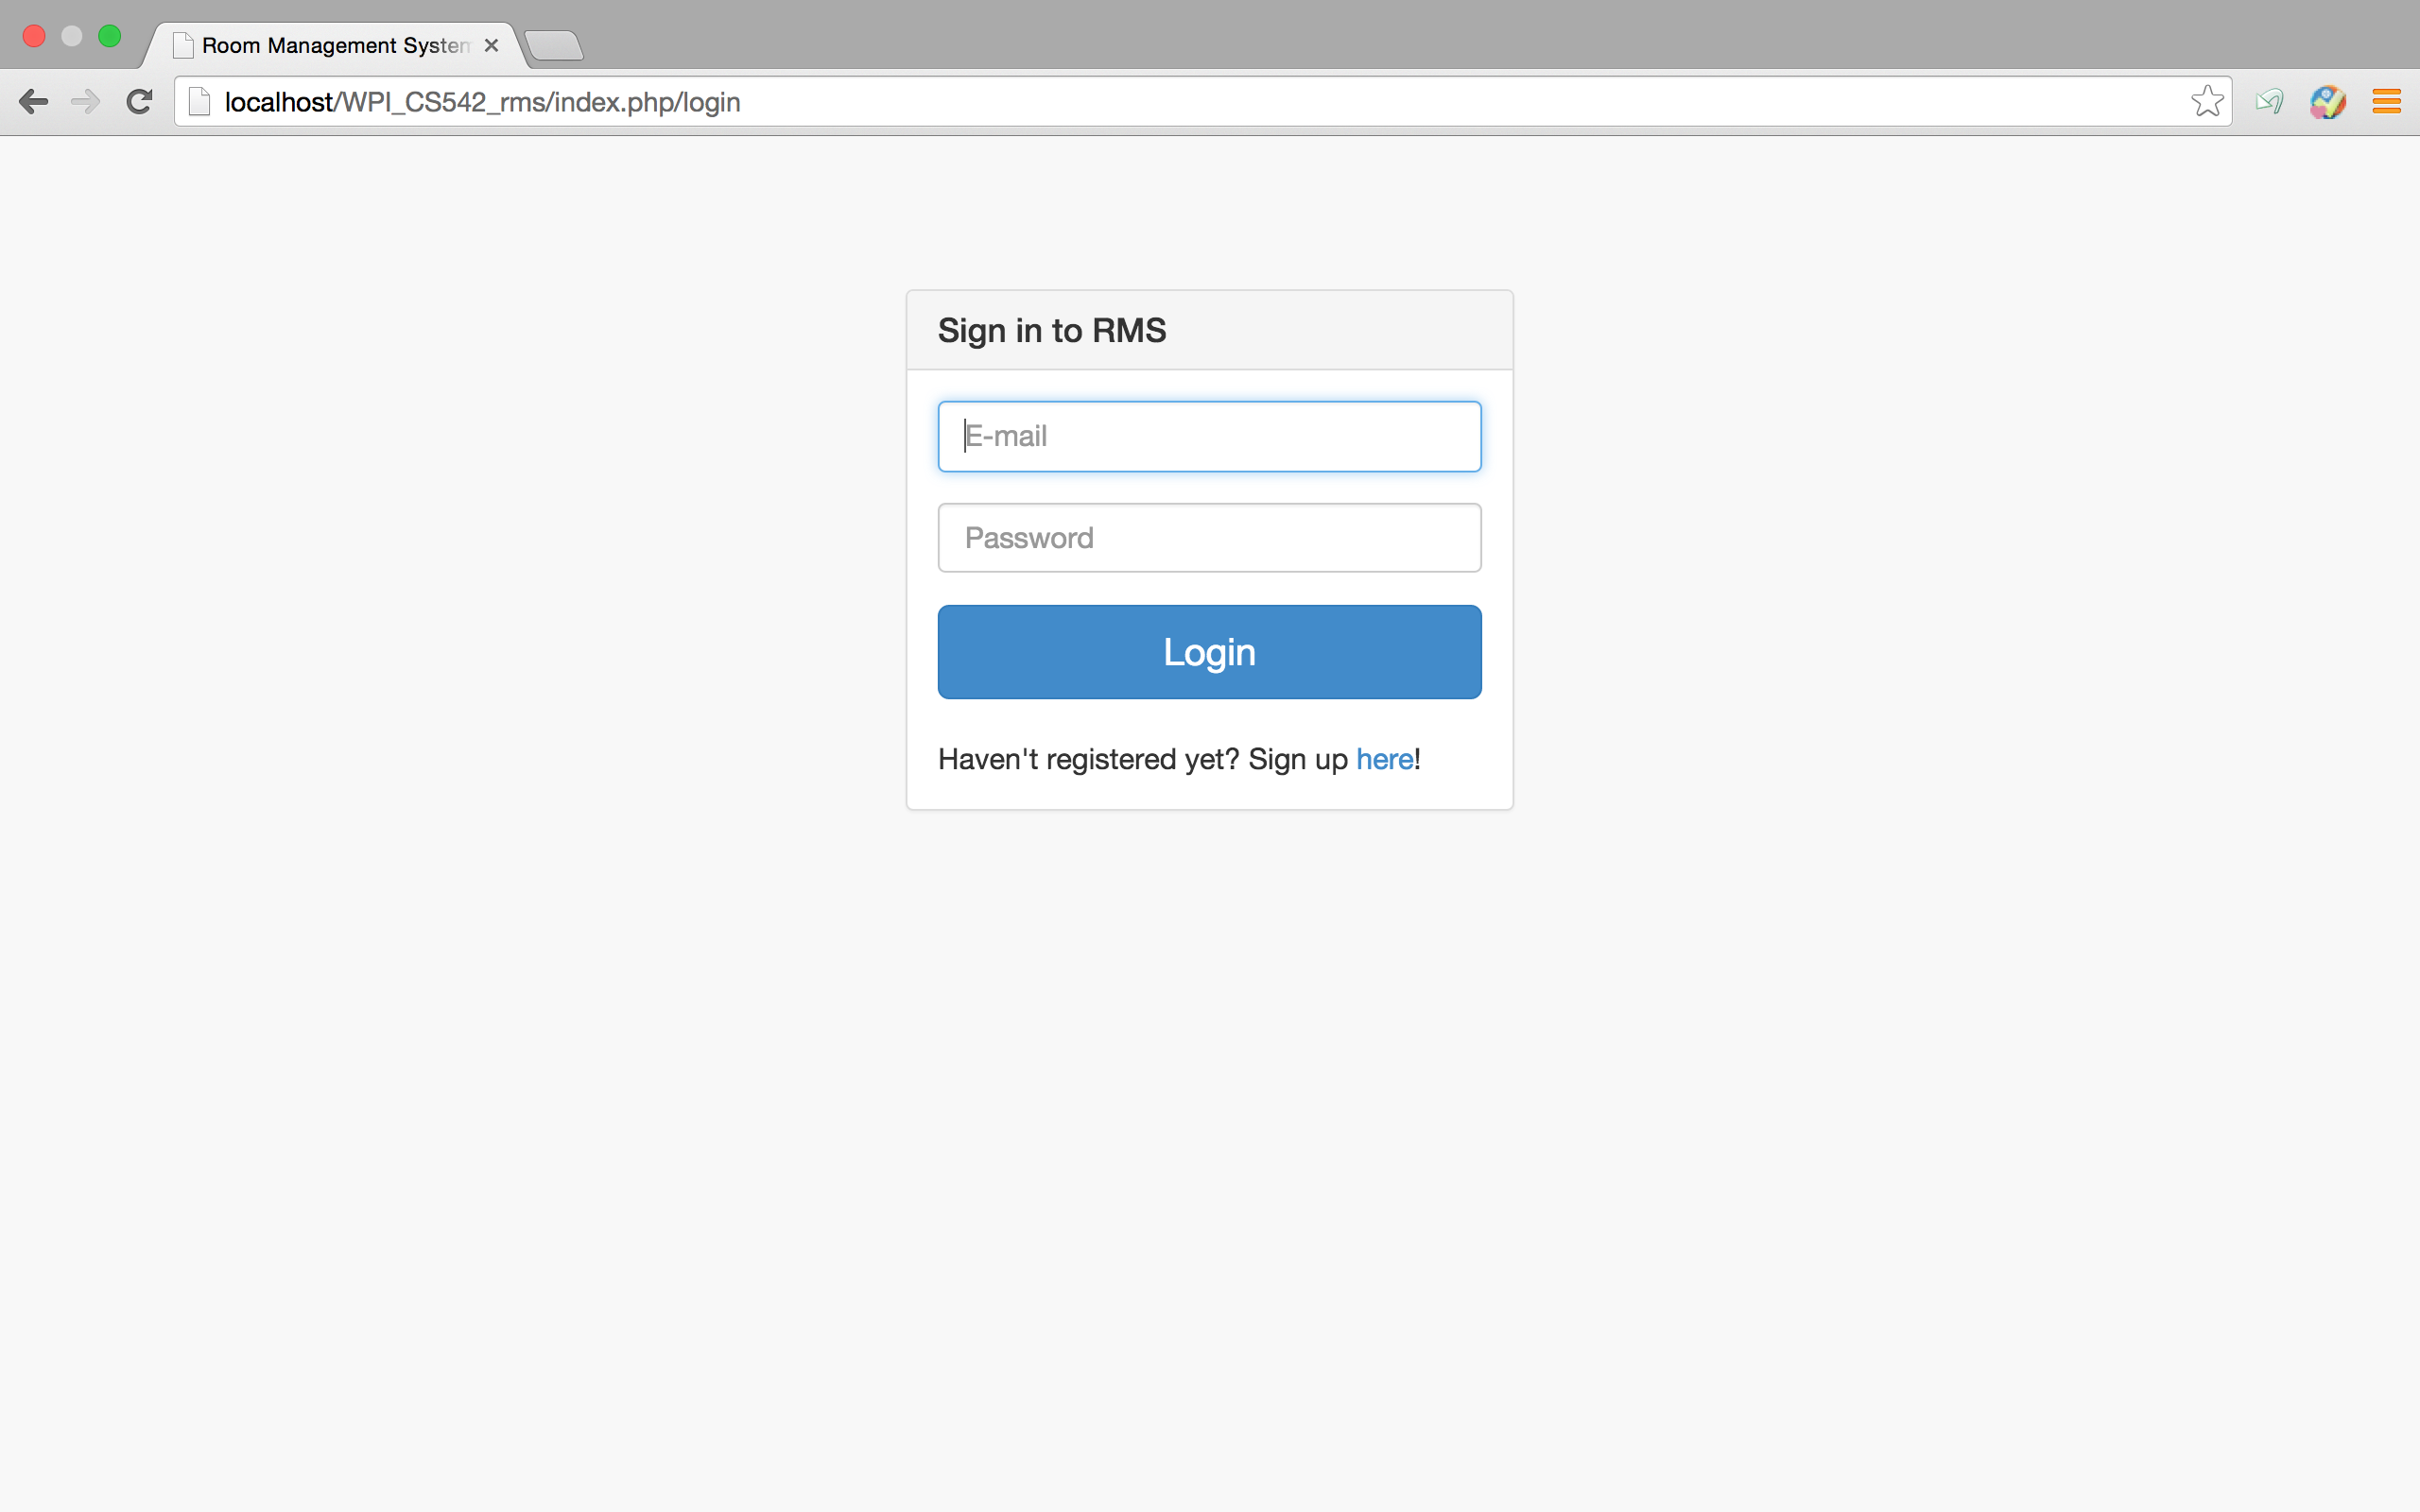 Room Management System
localhost/WPI_CS542_rms/index.php/login
Sign in to RMS
E-mail
Password
Login
Haven't registered yet? Sign up here!